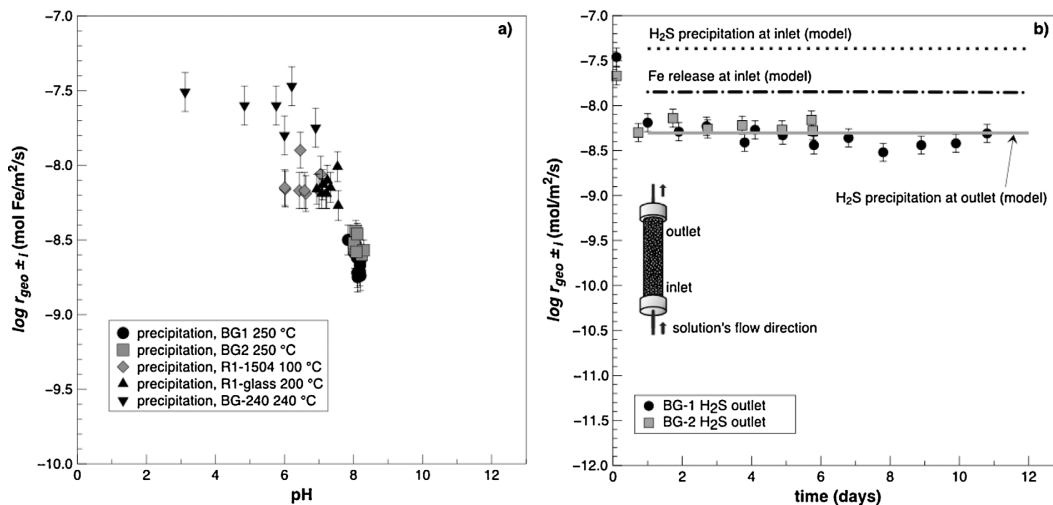 a)
log r geo ± 1 (mol Fe/m²/s)
-7.0
-7.5
-8.0
-8.5
-9.0
-9.5
-10.0
precipitation, BG1 250 °C
precipitation, BG2 250 °C
precipitation, R1-1504 100 °C
precipitation, R1-glass 200 °C
precipitation, BG-240 240 °C
0 2 4 6 8 10 12
pH
b)
log r geo ± 1 (mol/m²/s)
-7.0
-7.5
-8.0
-8.5
-9.0
-9.5
-10.0
-10.5
-11.0
-11.5
-12.0
H₂S precipitation at inlet (model)
Fe release at inlet (model)
H₂S precipitation at outlet (model)
outlet
inlet
solution's flow direction
BG-1 H₂S outlet
BG-2 H₂S outlet
0 2 4 6 8 10 12
time (days)